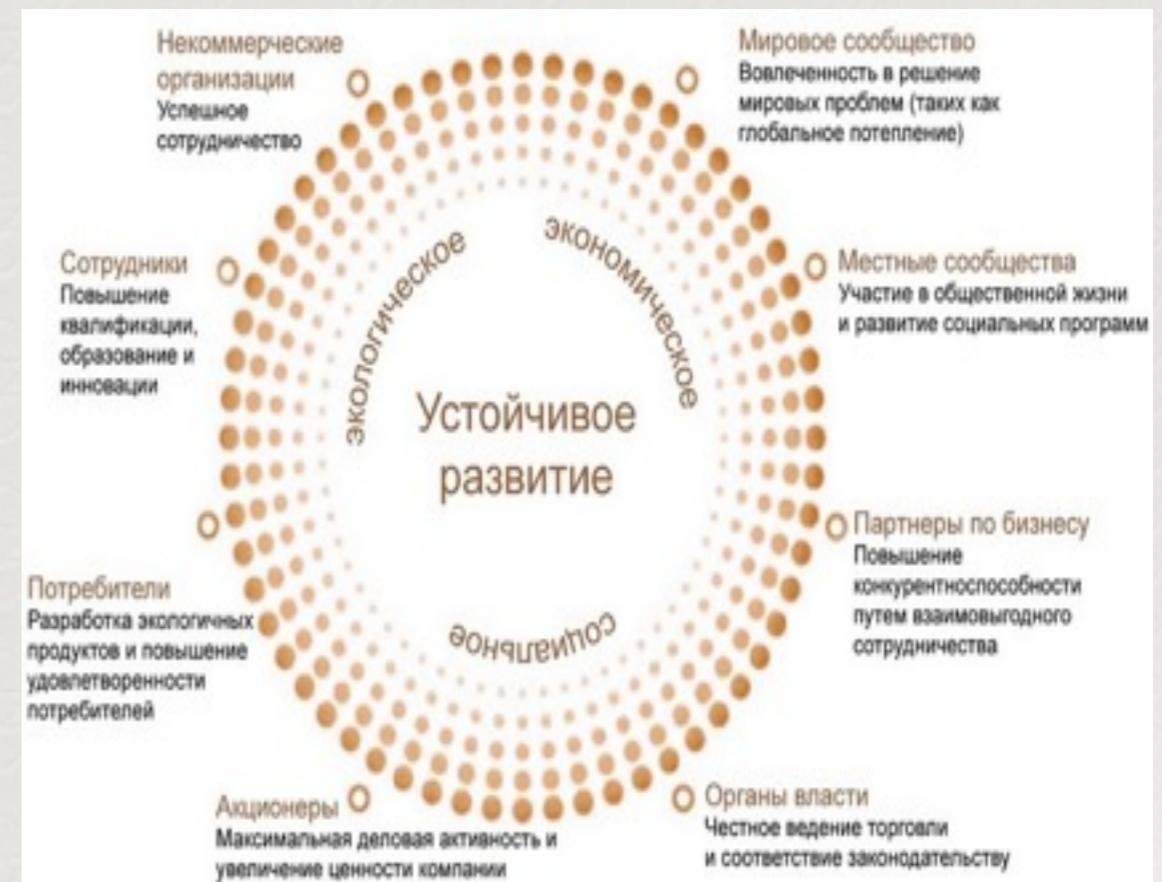 Некоммерческие
организации
Успешное
сотрудничество
Мировое сообщество
Вовлеченность в решение
мировых проблем (таких как
глобальное потепление)
Сотрудники
Повышение
квалификации,
образование и
инновации
Местные сообщества
Участие в общественной жизни
и развитие социальных программ
экологическое
экономическое
Устойчивое
развитие
социальное
Потребители
Разработка экологичных
продуктов и повышение
удовлетворенности
потребителей
Партнеры по бизнесу
Повышение
конкурентноспособности
путем взаимовыгодного
сотрудничества
Акционеры
Максимальная деловая активность и
увеличение ценности компании
Органы власти
Честное ведение торговли
и соответствие законодательству